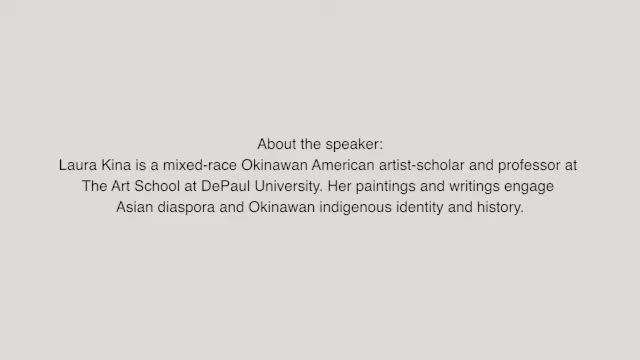 About the speaker:
Laura Kina is a mixed-race Okinawan American artist-scholar and professor at
The Art School at DePaul University. Her paintings and writings engage
Asian diaspora and Okinawan indigenous identity and history.